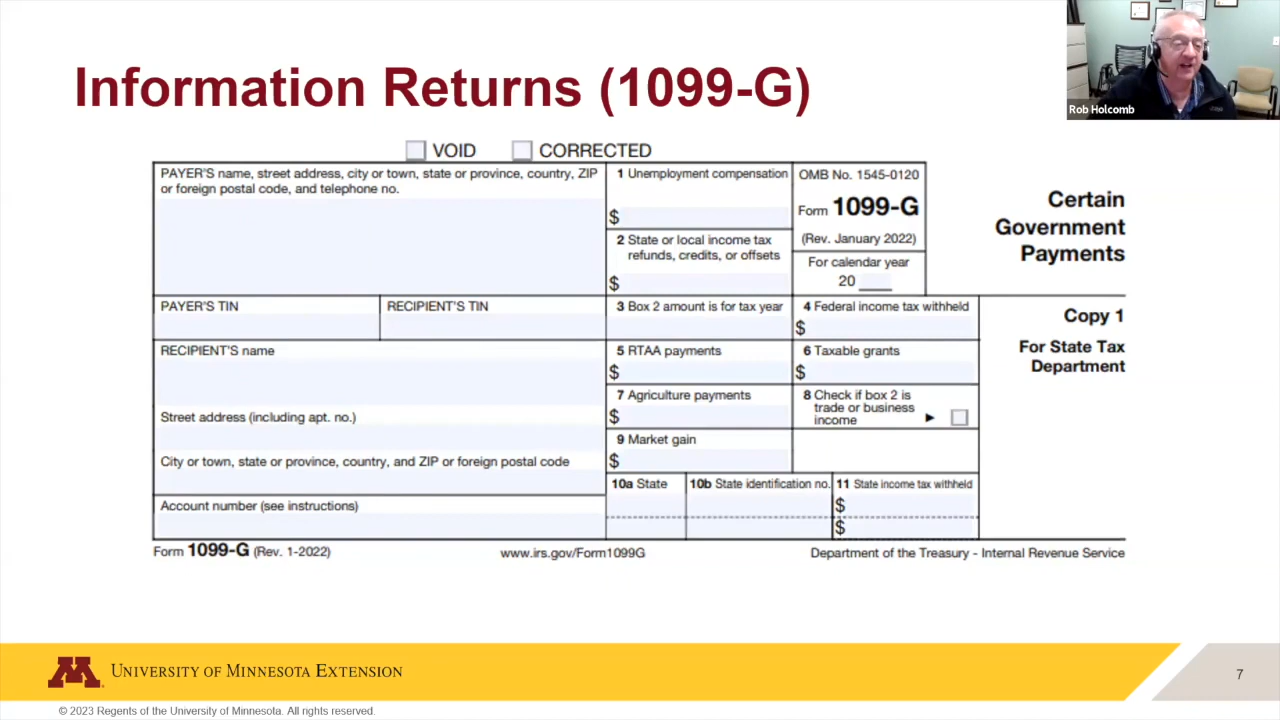 Information Returns (1099-G)
Rob Holcomb
VOID
CORRECTED
PAYER'S name, street address, city or town, state or province, country, ZIP
or foreign postal code, and telephone no.
1 Unemployment compensation
$
2 State or local income tax
refunds, credits, or offsets
$
OMB No. 1545-0120
Form 1099-G
(Rev. January 2022)
For calendar year
20 ___
Certain
Government
Payments
PAYER'S TIN
RECIPIENT'S TIN
3 Box 2 amount is for tax year
4 Federal income tax withheld
$
Copy 1
For State Tax
Department
RECIPIENT'S name
5 RTAA payments
$
6 Taxable grants
$
7 Agriculture payments
$
8 Check if box 2 is
trade or business
income ►
Street address (including apt. no.)
9 Market gain
$
City or town, state or province, country, and ZIP or foreign postal code
10a State
10b State identification no.
11 State income tax withheld
$
$
Account number (see instructions)
Form 1099-G (Rev. 1-2022)
www.irs.gov/Form1099G
Department of the Treasury - Internal Revenue Service
M
UNIVERSITY OF MINNESOTA EXTENSION
7
© 2023 Regents of the University of Minnesota. All rights reserved.